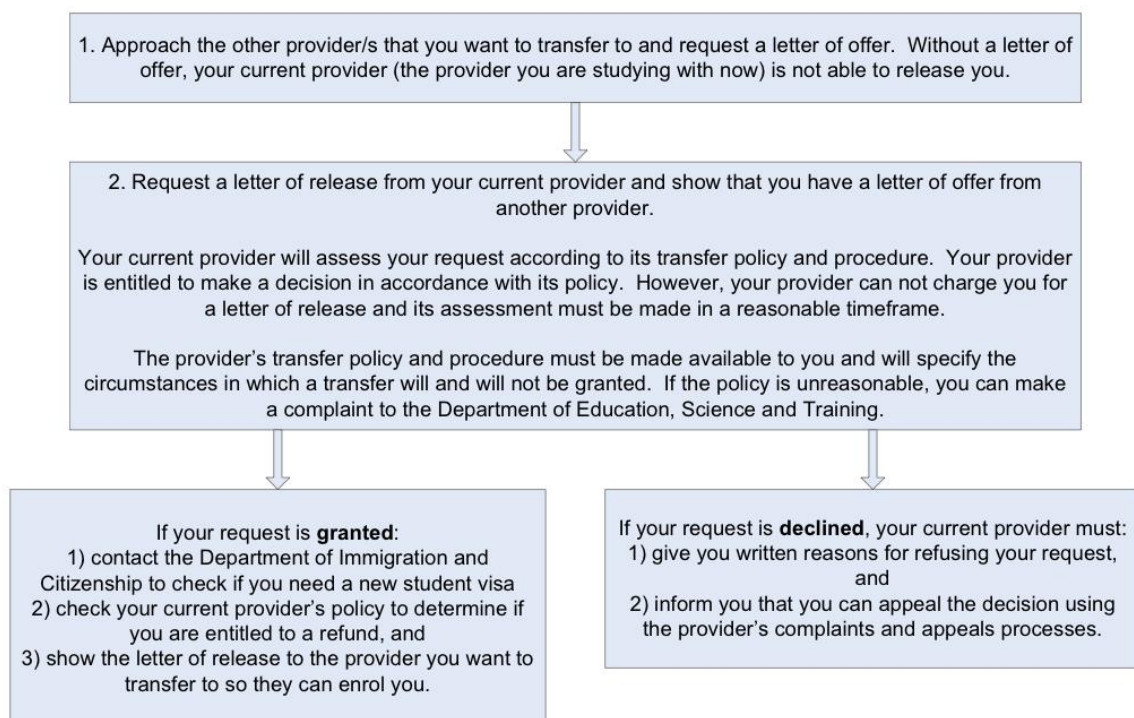 1. Approach the other provider/s that you want to transfer to and request a letter of offer.  Without a letter of
offer, your current provider (the provider you are studying with now) is not able to release you.
2. Request a letter of release from your current provider and show that you have a letter of offer from
another provider.
Your current provider will assess your request according to its transfer policy and procedure.  Your provider
is entitled to make a decision in accordance with its policy.  However, your provider can not charge you for
a letter of release and its assessment must be made in a reasonable timeframe.
The provider's transfer policy and procedure must be made available to you and will specify the
circumstances in which a transfer will and will not be granted.  If the policy is unreasonable, you can make
a complaint to the Department of Education, Science and Training.
If your request is granted:
1) contact the Department of Immigration and
Citizenship to check if you need a new student visa
2) check your current provider's policy to determine if
you are entitled to a refund, and
3) show the letter of release to the provider you want to
transfer to so they can enrol you.
If your request is declined, your current provider must:
1) give you written reasons for refusing your request,
and
2) inform you that you can appeal the decision using
the provider's complaints and appeals processes.